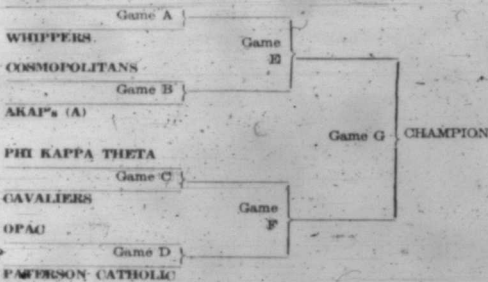 Game A
WHIPPERS
Game
E
COSMOPOLITANS
Game B
AKAP's (A)
Game G
CHAMPION
PHI KAPPA THETA
Game C
CAVALIERS
Game
F
OPAC
Game D
PATERSON CATHOLIC